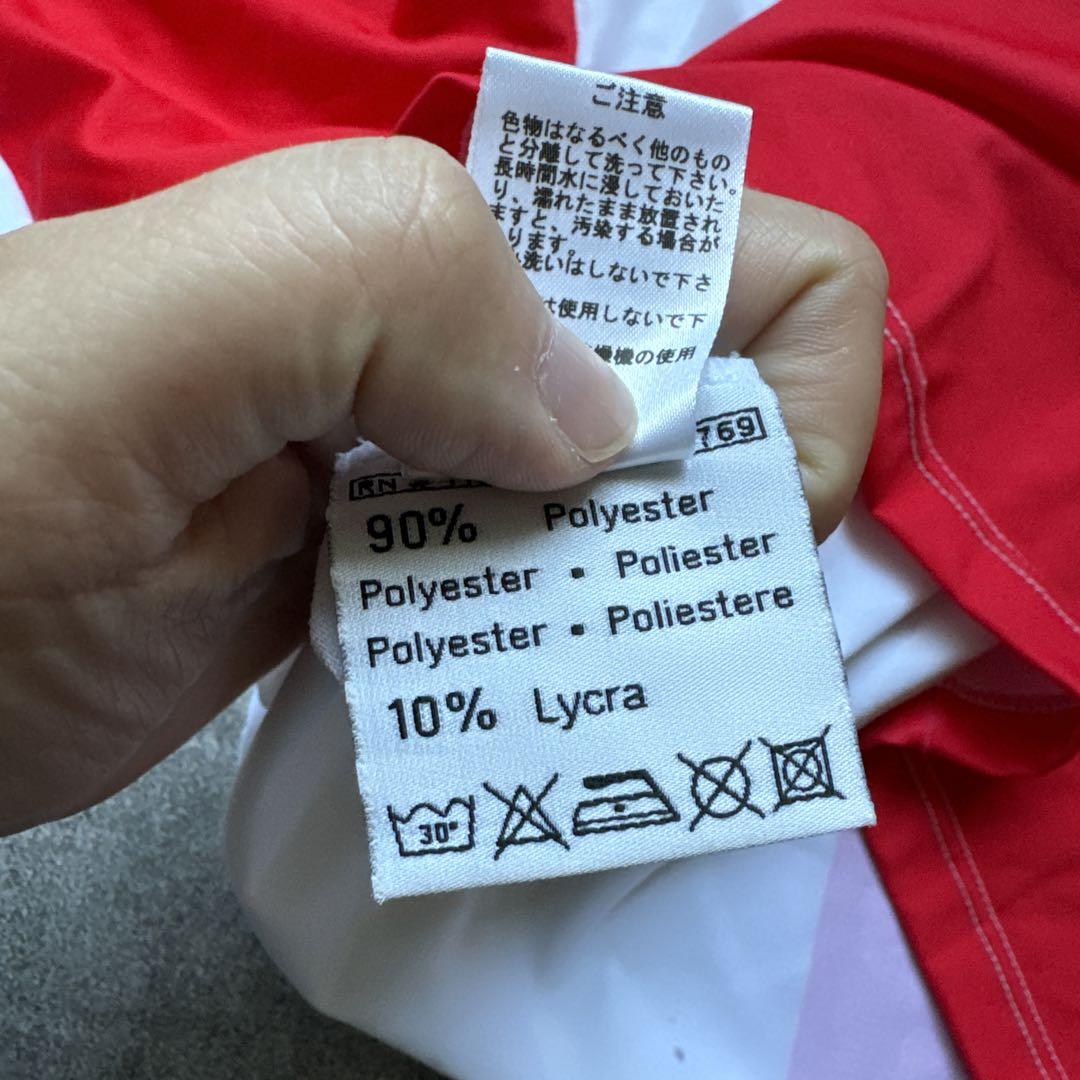 ご注意
色物はなるべく他のもの
と分離して洗って下さい。
長時間水に浸しておいた
り、濡れたまま放置され
ますと、汚染する場合が
ります。
洗いはしないで下さ
は使用しないで下
燥機の使用
RN 769
90% Polyester
Polyester • Poliester
Polyester • Poliestere
10% Lycra
30°